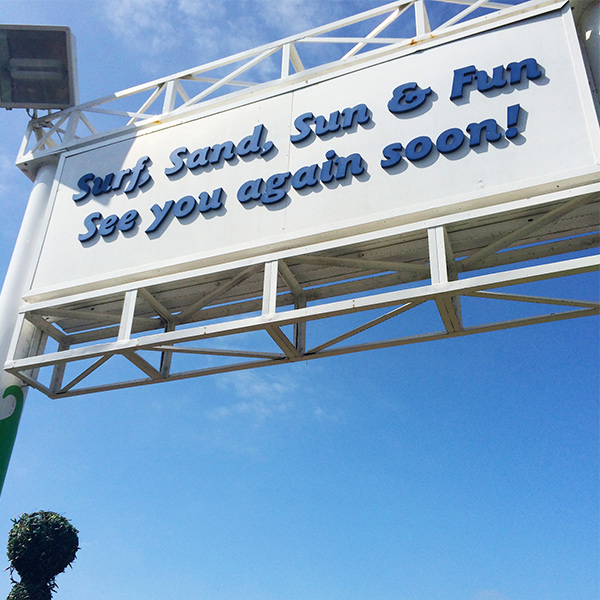 Surf, Sand, Sun & Fun
See you again soon!